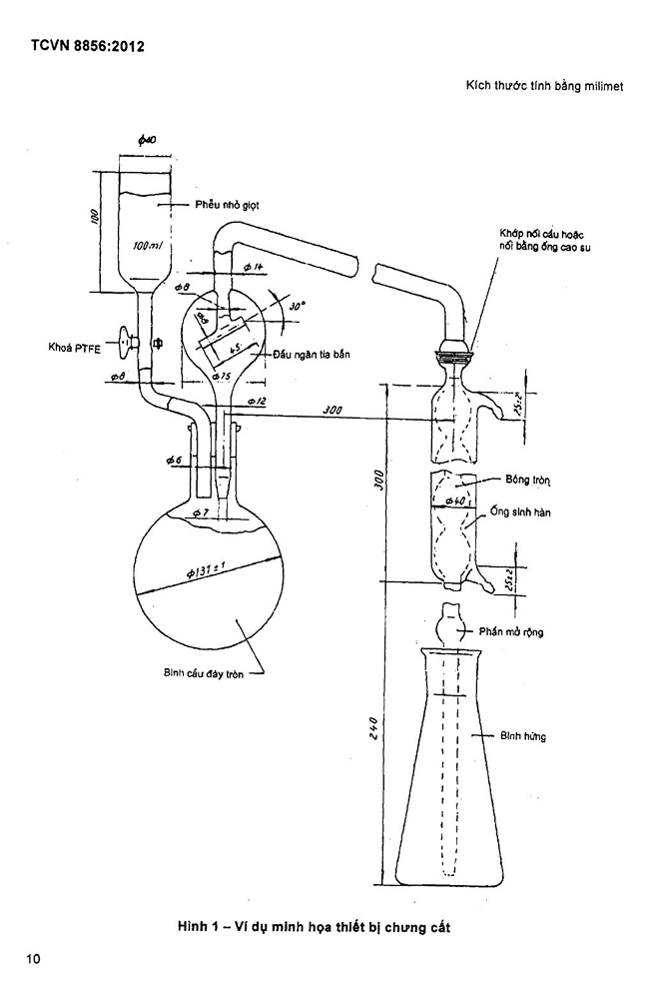 TCVN 8856:2012
Kích thước tính bằng milimet
ϕ40
100
Phễu nhỏ giọt
100ml
Khớp nối cầu hoặc
nối bằng ống cao su
ϕ14
ϕ8
30°
ϕ8
Khoá PTFE
45
Đầu ngăn tia bắn
ϕ8
ϕ75
ϕ12
300
25±2
ϕ6
300
Bóng tròn
ϕ40
Ống sinh hàn
ϕ7
ϕ131±1
25±2
Phần mở rộng
Bình cầu đáy tròn
240
Bình hứng
Hình 1 – Ví dụ minh họa thiết bị chưng cất
10